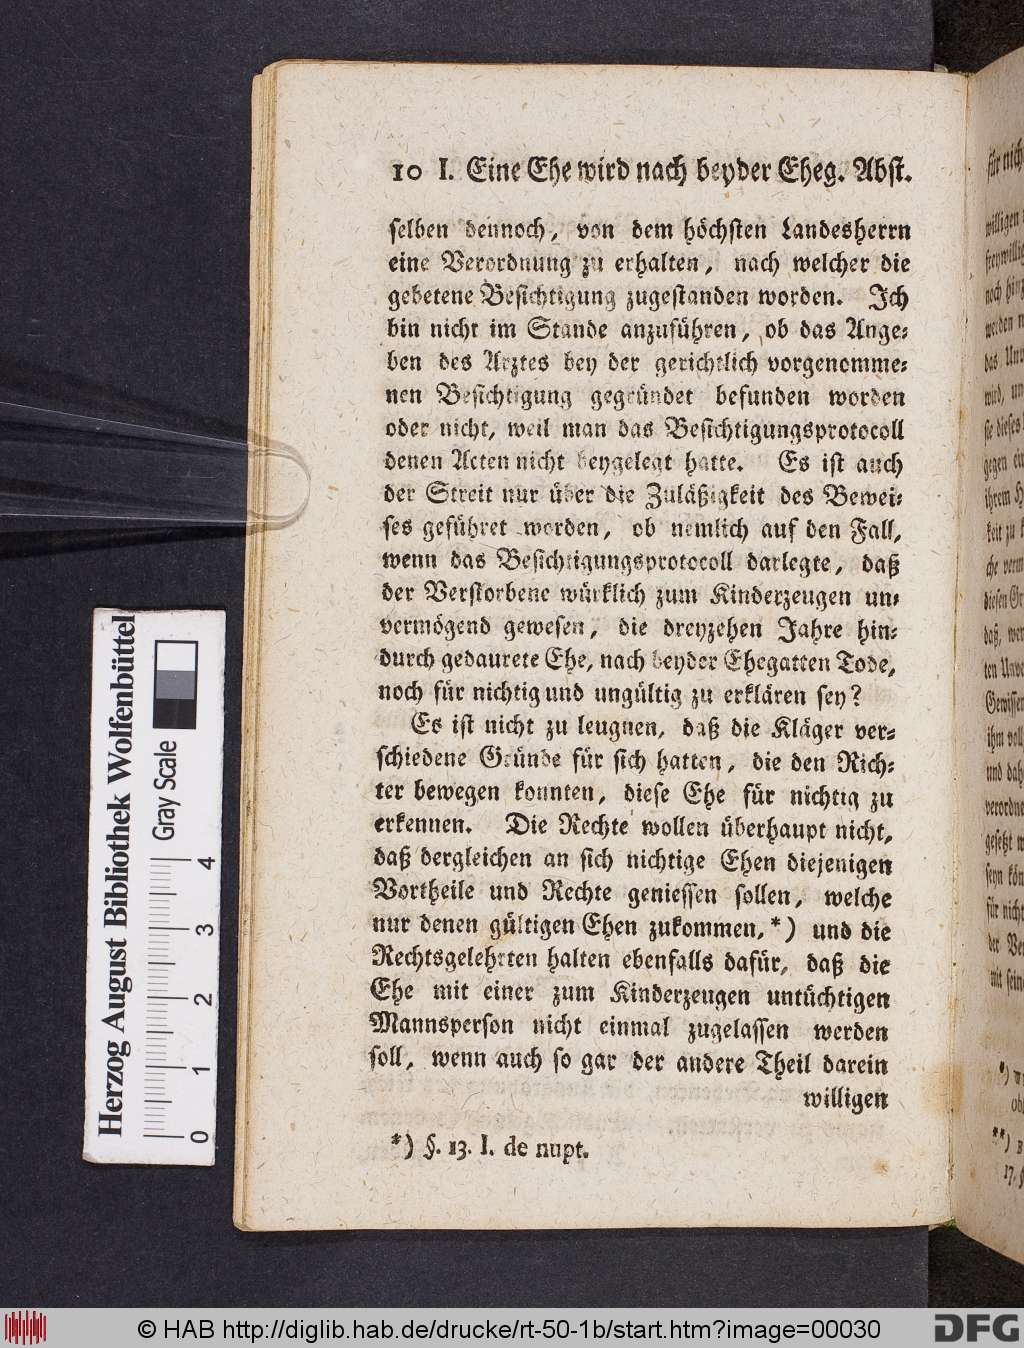 10 I. Eine Ehe wird nach beyder Eheg. Abst.
selben dennoch, von dem höchsten Landesherrn
eine Verordnung zu erhalten, nach welcher die
gebetene Besichtigung zugestanden worden. Ich
bin nicht im Stande anzuführen, ob das Ange-
ben des Arztes bey der gerichtlich vorgenomme-
nen Besichtigung gegründet befunden worden
oder nicht, weil man das Besichtigungsprotocoll
denen Acten nicht beygelegt hatte. Es ist auch
der Streit nur über die Zuläßigkeit des Bewei-
ses geführet worden, ob nemlich auf den Fall,
wenn das Besichtigungsprotocoll darlegte, daß
der Verstorbene würklich zum Kinderzeugen un-
vermögend gewesen, die dreyzehen Jahre hin-
durch gedaurete Ehe, nach beyder Ehegatten Tode,
noch für nichtig und ungültig zu erklären sey?
Es ist nicht zu leugnen, daß die Kläger ver-
schiedene Gründe für sich hatten, die den Rich-
ter bewegen konnten, diese Ehe für nichtig zu
erkennen. Die Rechte wollen überhaupt nicht,
daß dergleichen an sich nichtige Ehen diejenigen
Vortheile und Rechte geniessen sollen, welche
nur denen gültigen Ehen zukommen, *) und die
Rechtsgelehrten halten ebenfalls dafür, daß die
Ehe mit einer zum Kinderzeugen untüchtigen
Mannsperson nicht einmal zugelassen werden
soll, wenn auch so gar der andere Theil darein
willigen
*) §. 13. I. de nupt.
Herzog August Bibliothek Wolfenbüttel
Gray Scale
0 1 2 3 4
© HAB http://diglib.hab.de/drucke/rt-50-1b/start.htm?image=00030
DFG